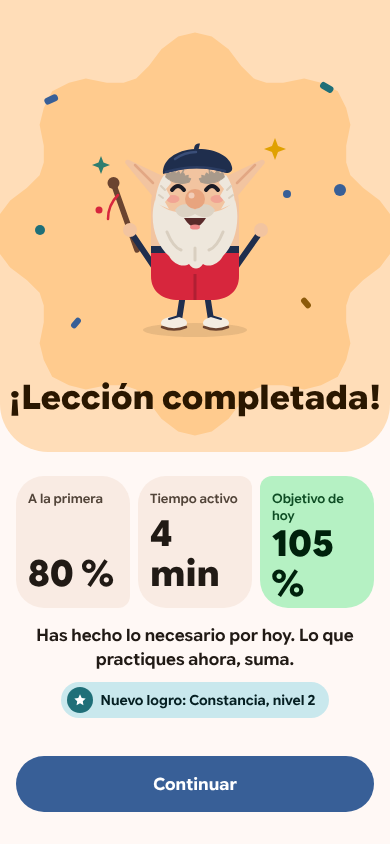 ¡Lección completada!
A la primera
80 %
Tiempo activo
4
min
Objetivo de
hoy
105
%
Has hecho lo necesario por hoy. Lo que
practiques ahora, suma.
Nuevo logro: Constancia, nivel 2
Continuar